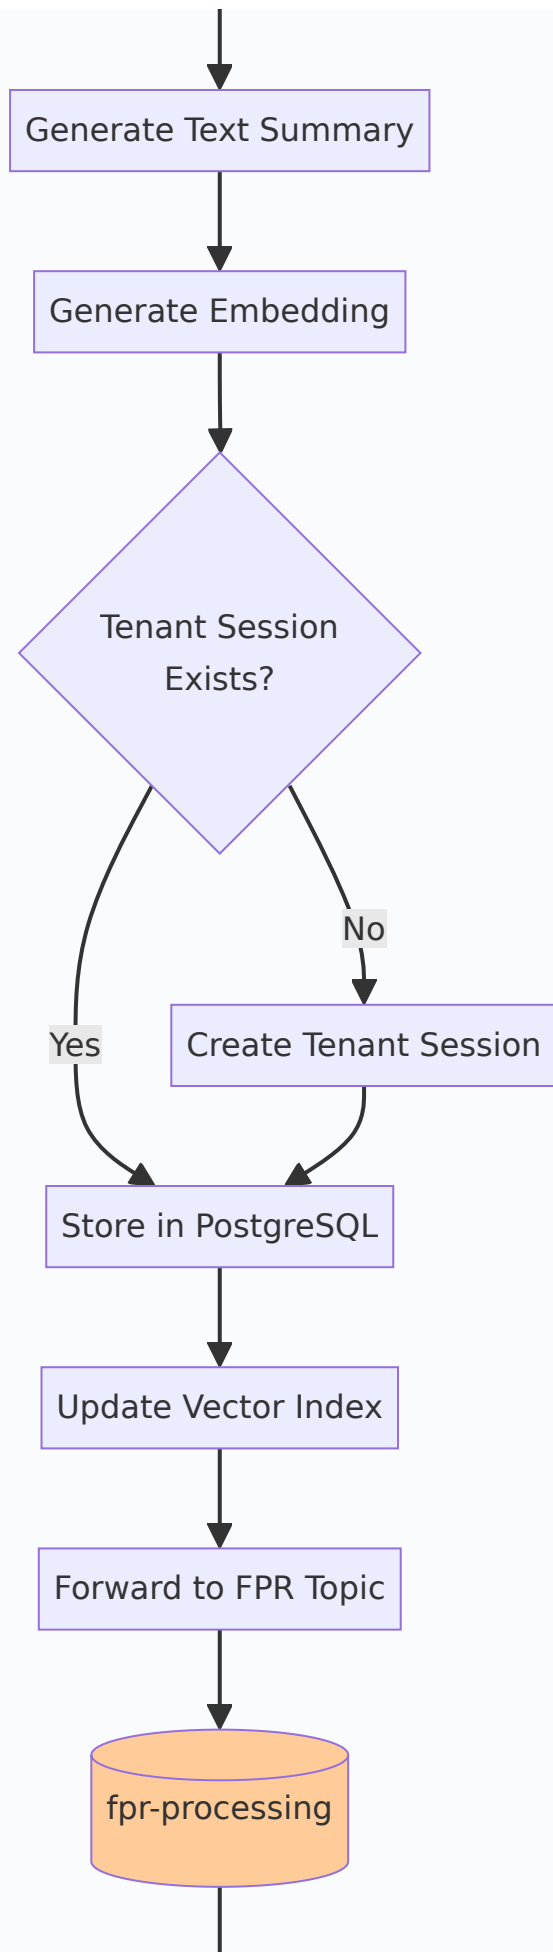 Generate Text Summary
Generate Embedding
Tenant Session
Exists?
No
Yes
Create Tenant Session
Store in PostgreSQL
Update Vector Index
Forward to FPR Topic
fpr-processing